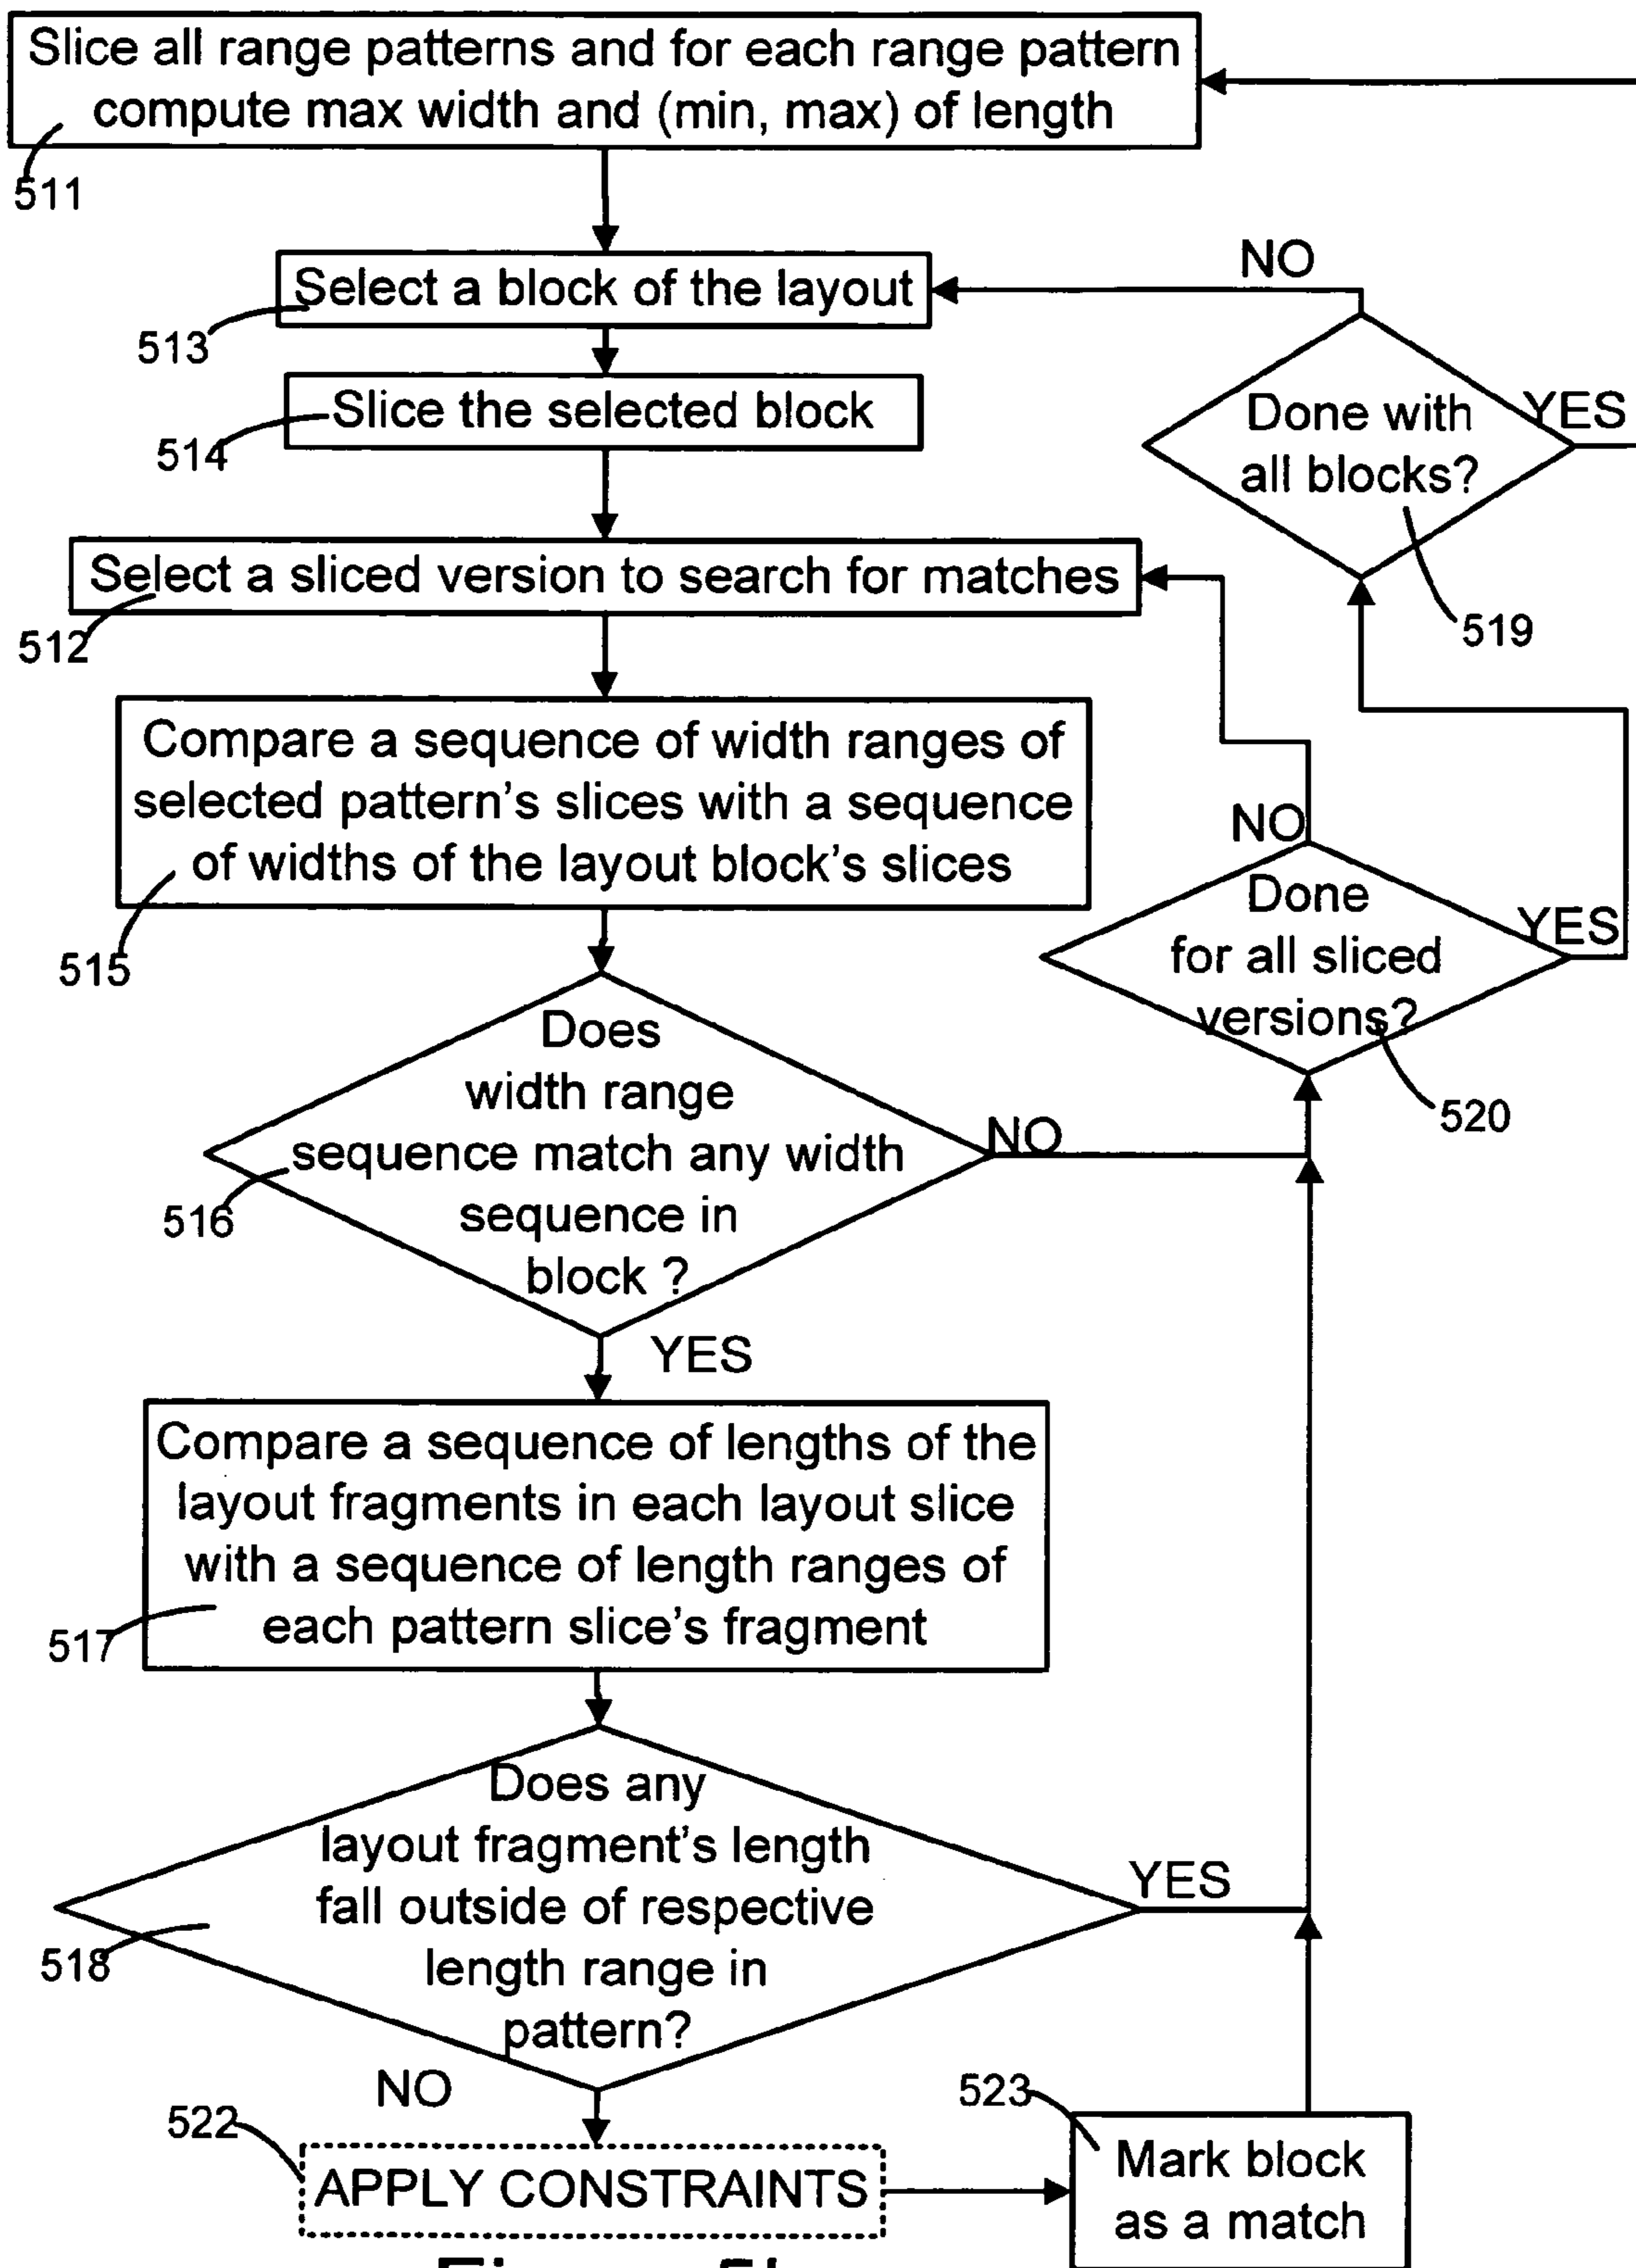 Slice all range patterns and for each range pattern
compute max width and (min, max) of length
511
NO
Select a block of the layout
513
Done with
all blocks?
YES
519
Slice the selected block
514
Select a sliced version to search for matches
512
Compare a sequence of width ranges of
selected pattern's slices with a sequence
of widths of the layout block's slices
515
NO
Done
for all sliced
versions?
YES
520
Does
width range
sequence match any width
sequence in
block ?
516
NO
YES
Compare a sequence of lengths of the
layout fragments in each layout slice
with a sequence of length ranges of
each pattern slice's fragment
517
Does any
layout fragment's length
fall outside of respective
length range in
pattern?
518
YES
NO
522
APPLY CONSTRAINTS
523
Mark block
as a match